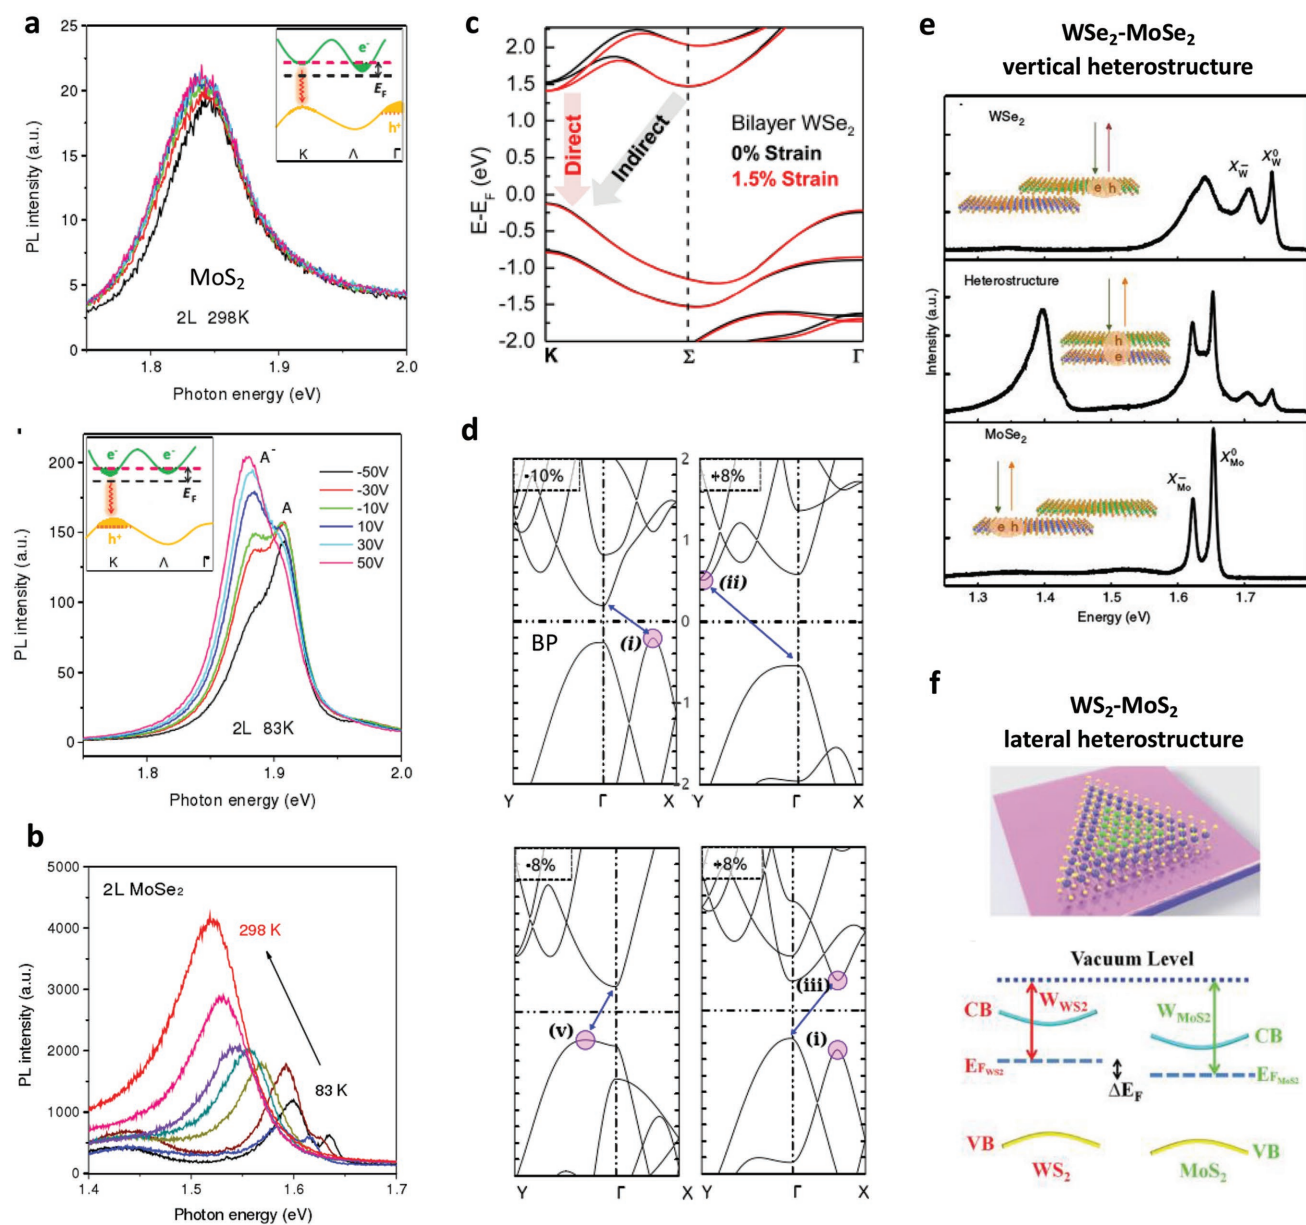 a
25
20
15
10
5
0
PL intensity (a.u.)
e⁻
E_F
h⁺
K Λ Γ
MoS₂
2L 298K
1.8 1.9 2.0
Photon energy (eV)
200
150
100
50
0
PL intensity (a.u.)
e⁻ e⁻
E_F
h⁺
K Λ Γ
A⁻
A
-50V
-30V
-10V
10V
30V
50V
2L 83K
1.8 1.9 2.0
Photon energy (eV)
b
5000
4000
3000
2000
1000
0
PL intensity (a.u.)
2L MoSe₂
298 K
83 K
1.4 1.5 1.6 1.7
Photon energy (eV)
c
2.0
1.5
1.0
0.5
0.0
-0.5
-1.0
-1.5
-2.0
E-E_F (eV)
Direct
Indirect
Bilayer WSe₂
0% Strain
1.5% Strain
K Σ Γ
d
-10%
+8%
2
1
0
-1
-2
(i)
(ii)
BP
Y Γ X
Y Γ X
-8%
+8%
(v)
(iii)
(i)
Y Γ X
Y Γ X
e
WSe₂-MoSe₂
vertical heterostructure
WSe₂
e h
X_W⁻
X_W⁰
Heterostructure
h
e
Intensity (a.u.)
MoSe₂
e h
X_Mo⁻
X_Mo⁰
1.3 1.4 1.5 1.6 1.7
Energy (eV)
f
WS₂-MoS₂
lateral heterostructure
Vacuum Level
CB
W_WS2
W_MoS2
CB
E_F_WS2
ΔE_F
E_F_MoS2
VB
VB
WS₂
MoS₂